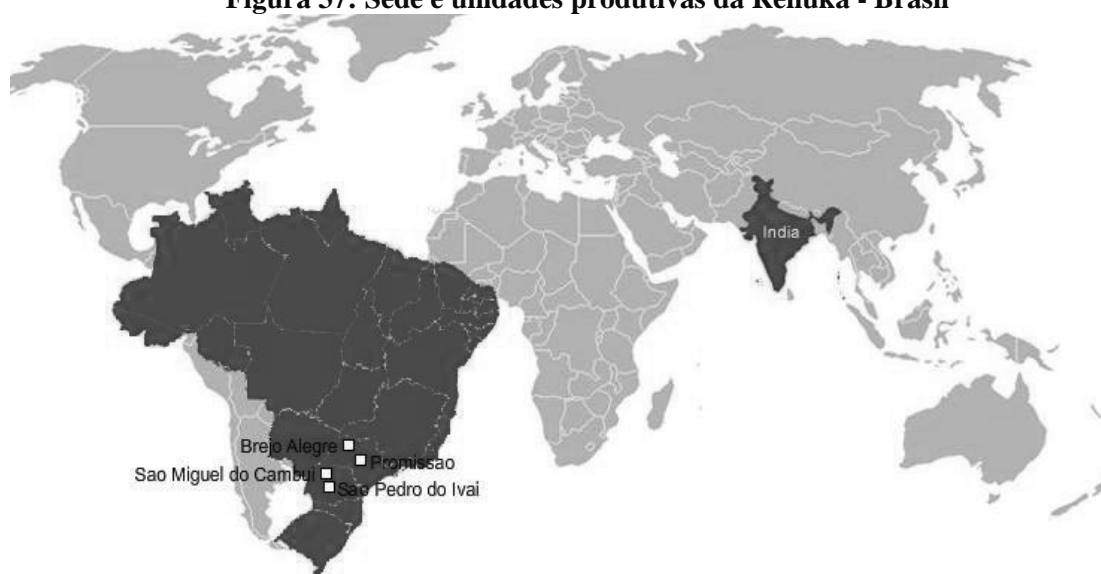 Figura 37: Sede e unidades produtivas da Renuka - Brasil
India
Brejo Alegre
Promissao
Sao Miguel do Cambui
Sao Pedro do Ivai